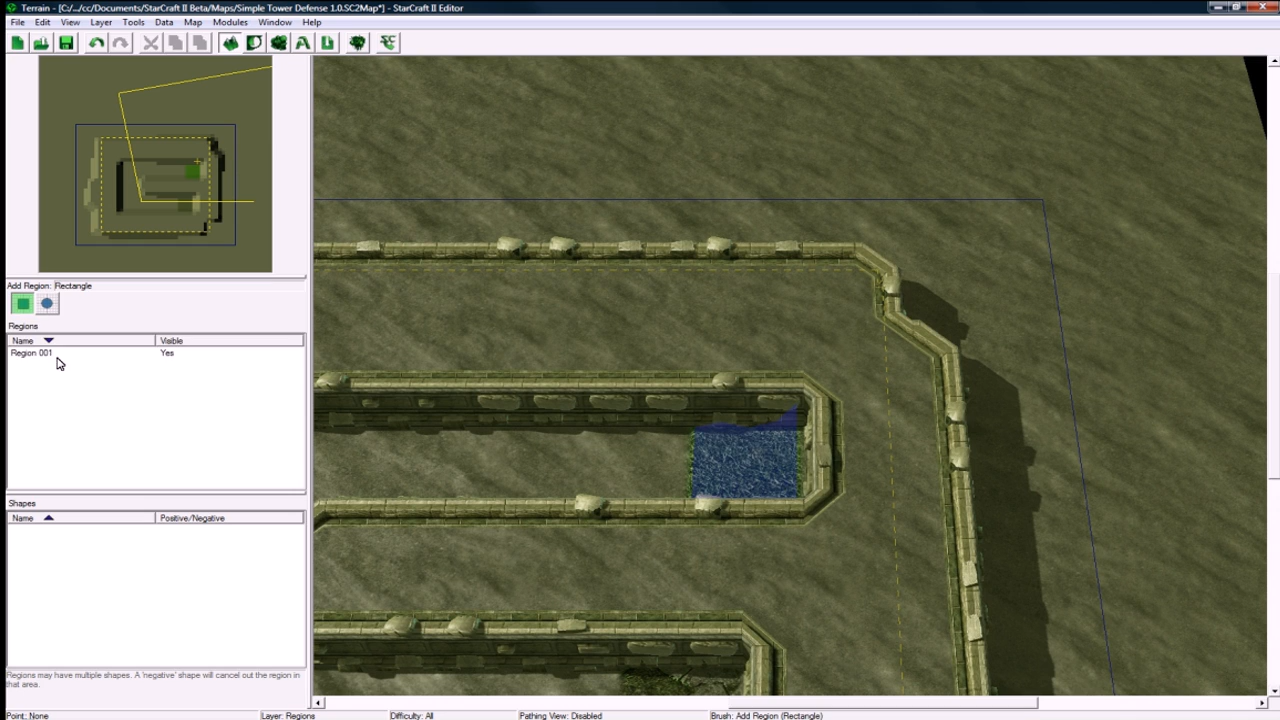 Terrain - [C:/.../cc/Documents/StarCraft II Beta/Maps/Simple Tower Defense 1.0.SC2Map*] - StarCraft II Editor
File Edit View Layer Tools Data Map Modules Window Help
Add Region: Rectangle
Regions
Name Visible
Region 001 Yes
Shapes
Name Positive/Negative
Regions may have multiple shapes. A 'negative' shape will cancel out the region in
that area.
Point: None Layer: Regions Difficulty: All Pathing View: Disabled Brush: Add Region (Rectangle)